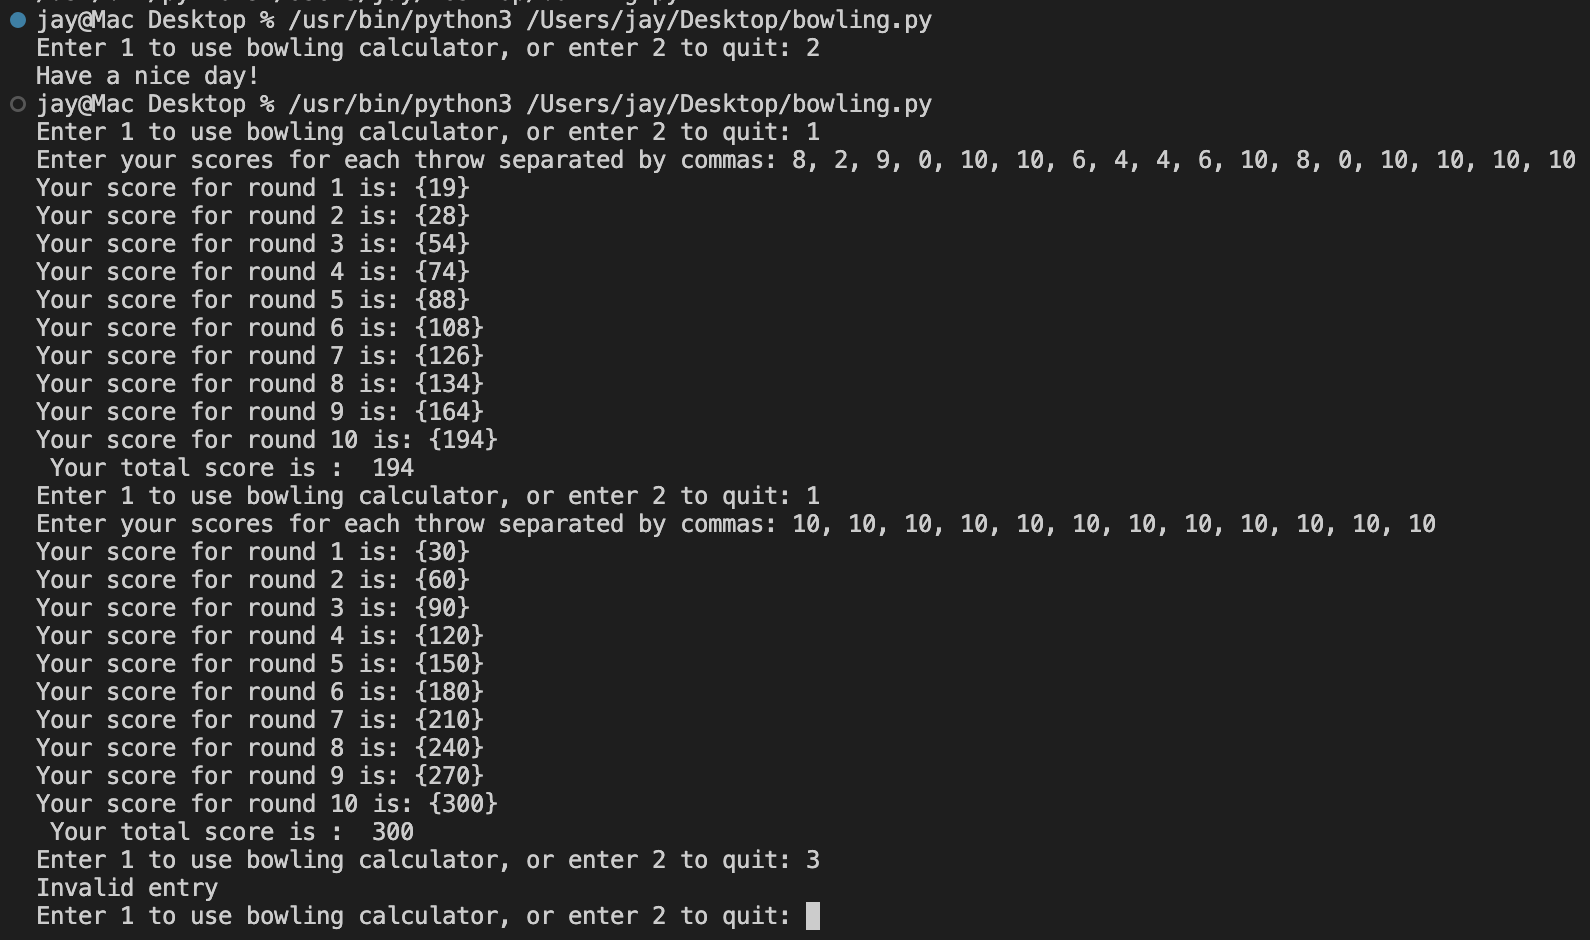 jay@Mac Desktop % /usr/bin/python3 /Users/jay/Desktop/bowling.py
Enter 1 to use bowling calculator, or enter 2 to quit: 2
Have a nice day!
jay@Mac Desktop % /usr/bin/python3 /Users/jay/Desktop/bowling.py
Enter 1 to use bowling calculator, or enter 2 to quit: 1
Enter your scores for each throw separated by commas: 8, 2, 9, 0, 10, 10, 6, 4, 4, 6, 10, 8, 0, 10, 10, 10, 10
Your score for round 1 is: {19}
Your score for round 2 is: {28}
Your score for round 3 is: {54}
Your score for round 4 is: {74}
Your score for round 5 is: {88}
Your score for round 6 is: {108}
Your score for round 7 is: {126}
Your score for round 8 is: {134}
Your score for round 9 is: {164}
Your score for round 10 is: {194}
 Your total score is :  194
Enter 1 to use bowling calculator, or enter 2 to quit: 1
Enter your scores for each throw separated by commas: 10, 10, 10, 10, 10, 10, 10, 10, 10, 10, 10, 10
Your score for round 1 is: {30}
Your score for round 2 is: {60}
Your score for round 3 is: {90}
Your score for round 4 is: {120}
Your score for round 5 is: {150}
Your score for round 6 is: {180}
Your score for round 7 is: {210}
Your score for round 8 is: {240}
Your score for round 9 is: {270}
Your score for round 10 is: {300}
 Your total score is :  300
Enter 1 to use bowling calculator, or enter 2 to quit: 3
Invalid entry
Enter 1 to use bowling calculator, or enter 2 to quit: